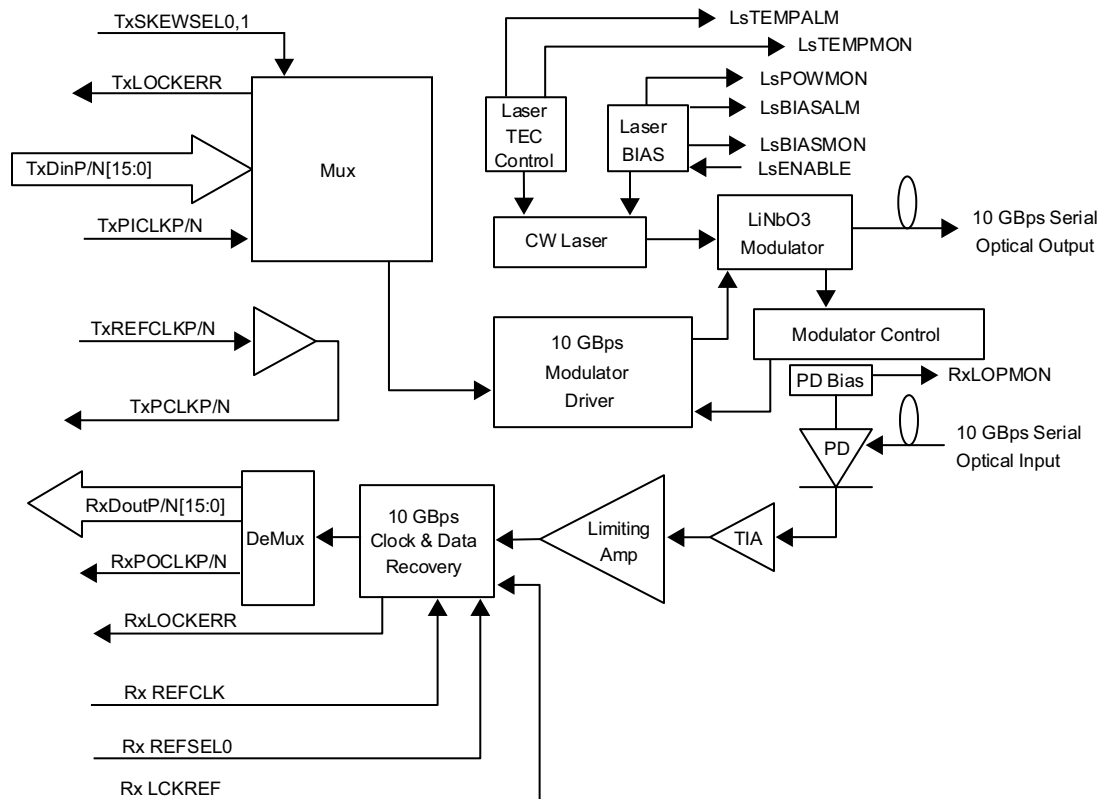 TxSKEWSEL0,1
LsTEMPALM
LsTEMPMON
TxLOCKERR
LsPOWMON
Laser
TEC
Control
Laser
BIAS
LsBIASALM
LsBIASMON
LsENABLE
TxDinP/N[15:0]
Mux
TxPICLKP/N
CW Laser
LiNbO3
Modulator
10 GBps Serial
Optical Output
TxREFCLKP/N
10 GBps
Modulator
Driver
Modulator Control
PD Bias
RxLOPMON
TxPCLKP/N
PD
10 GBps Serial
Optical Input
RxDoutP/N[15:0]
DeMux
10 GBps
Clock & Data
Recovery
Limiting
Amp
TIA
RxPOCLKP/N
RxLOCKERR
Rx REFCLK
Rx REFSEL0
Rx LCKREF